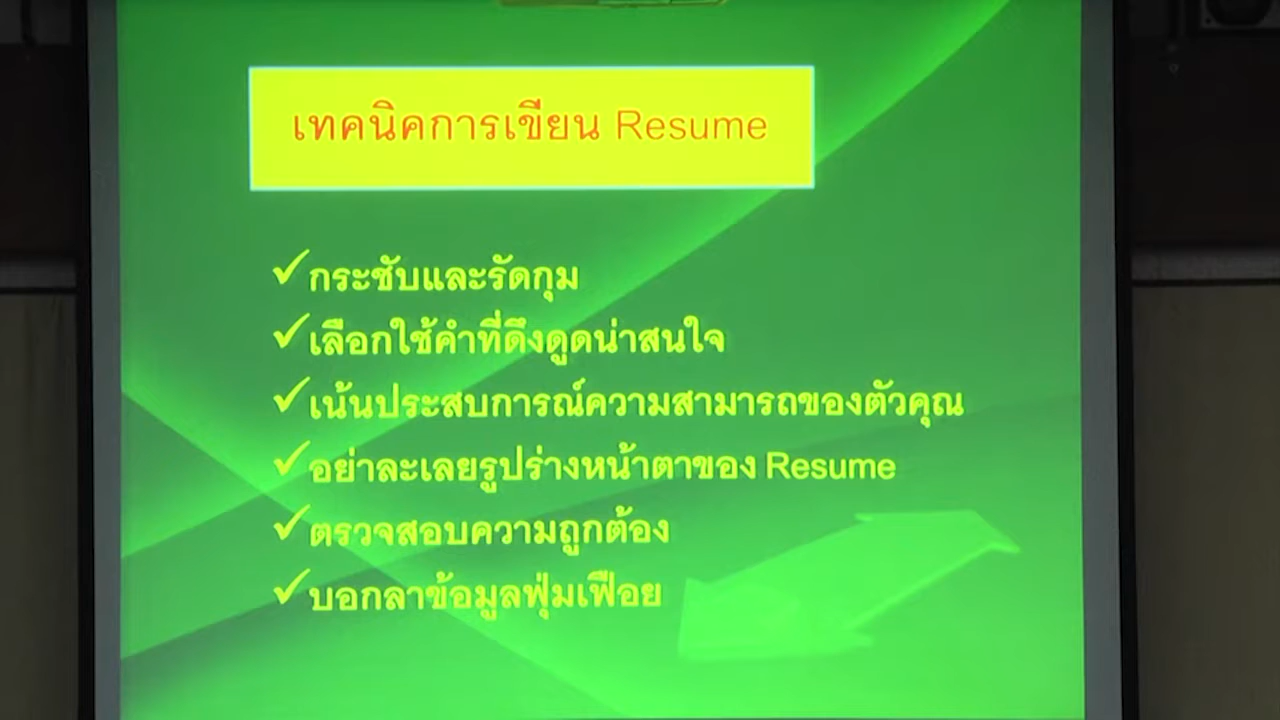 เทคนิคการเขียน Resume
✓กระชับและรัดกุม
✓เลือกใช้คำที่ดึงดูดน่าสนใจ
✓เน้นประสบการณ์ความสามารถของตัวคุณ
✓อย่าละเลยรูปร่างหน้าตาของ Resume
✓ตรวจสอบความถูกต้อง
✓บอกลาข้อมูลฟุ่มเฟือย